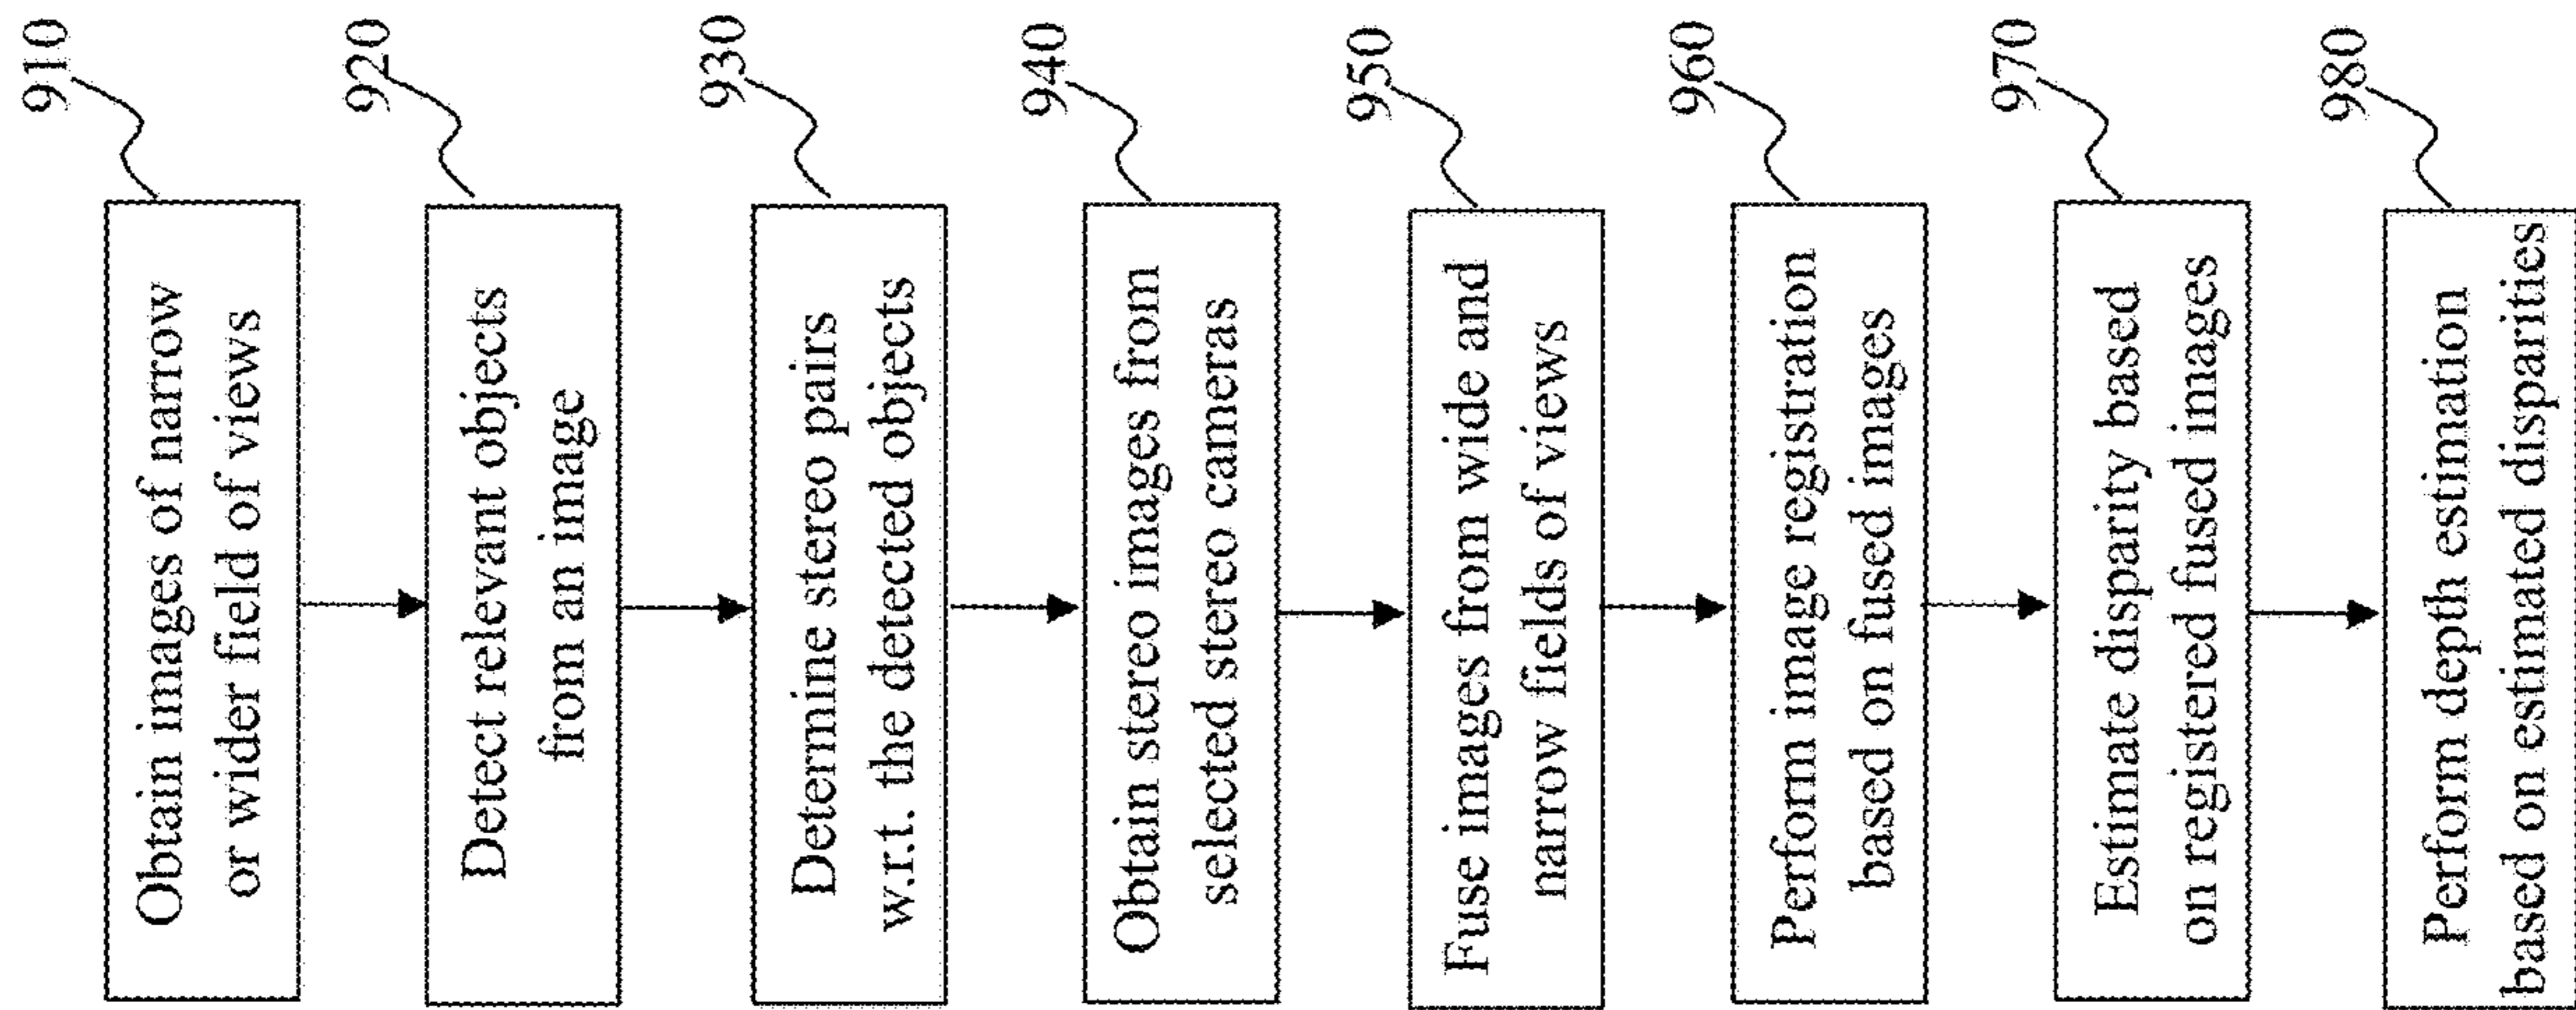 910
Obtain images of narrow
or wider field of views
920
Detect relevant objects
from an image
930
Determine stereo pairs
w.r.t. the detected objects
940
Obtain stereo images from
selected stereo cameras
950
Fuse images from wide and
narrow fields of views
960
Perform image registration
based on fused images
970
Estimate disparity based
on registered fused images
980
Perform depth estimation
based on estimated disparities